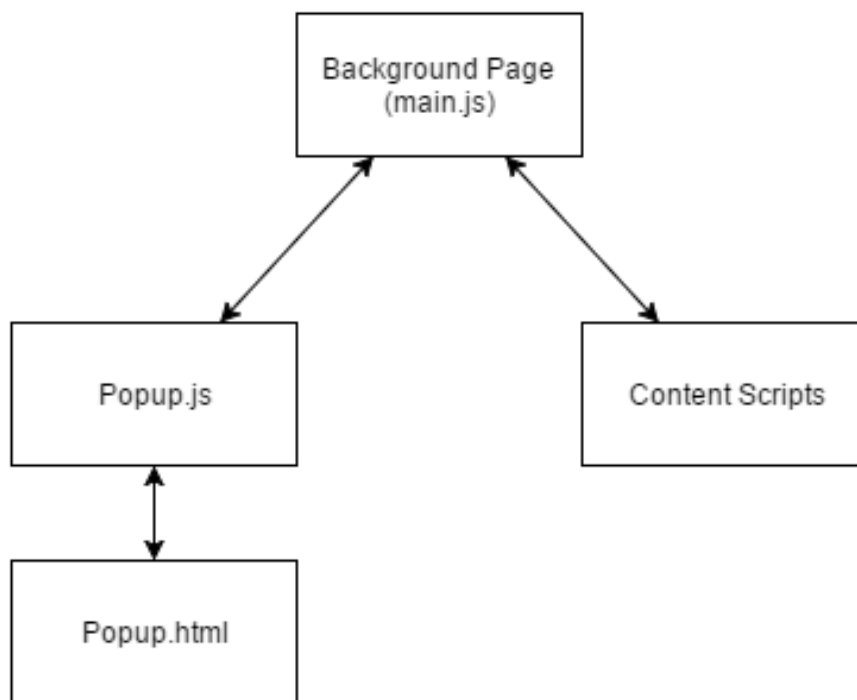 Background Page
(main.js)
Popup.js
Content Scripts
Popup.html